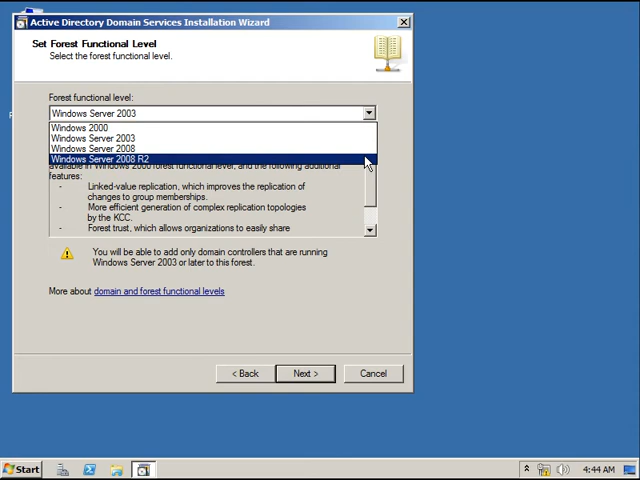 Active Directory Domain Services Installation Wizard
Set Forest Functional Level
Select the forest functional level.
Forest functional level:
Windows Server 2003
Windows 2000
Windows Server 2003
Windows Server 2008
Windows Server 2008 R2
available in Windows 2000 forest functional level, and the following additional
features:
- Linked-value replication, which improves the replication of
changes to group memberships.
- More efficient generation of complex replication topologies
by the KCC.
- Forest trust, which allows organizations to easily share
You will be able to add only domain controllers that are running
Windows Server 2003 or later to this forest.
More about domain and forest functional levels
< Back
Next >
Cancel
Start
4:44 AM